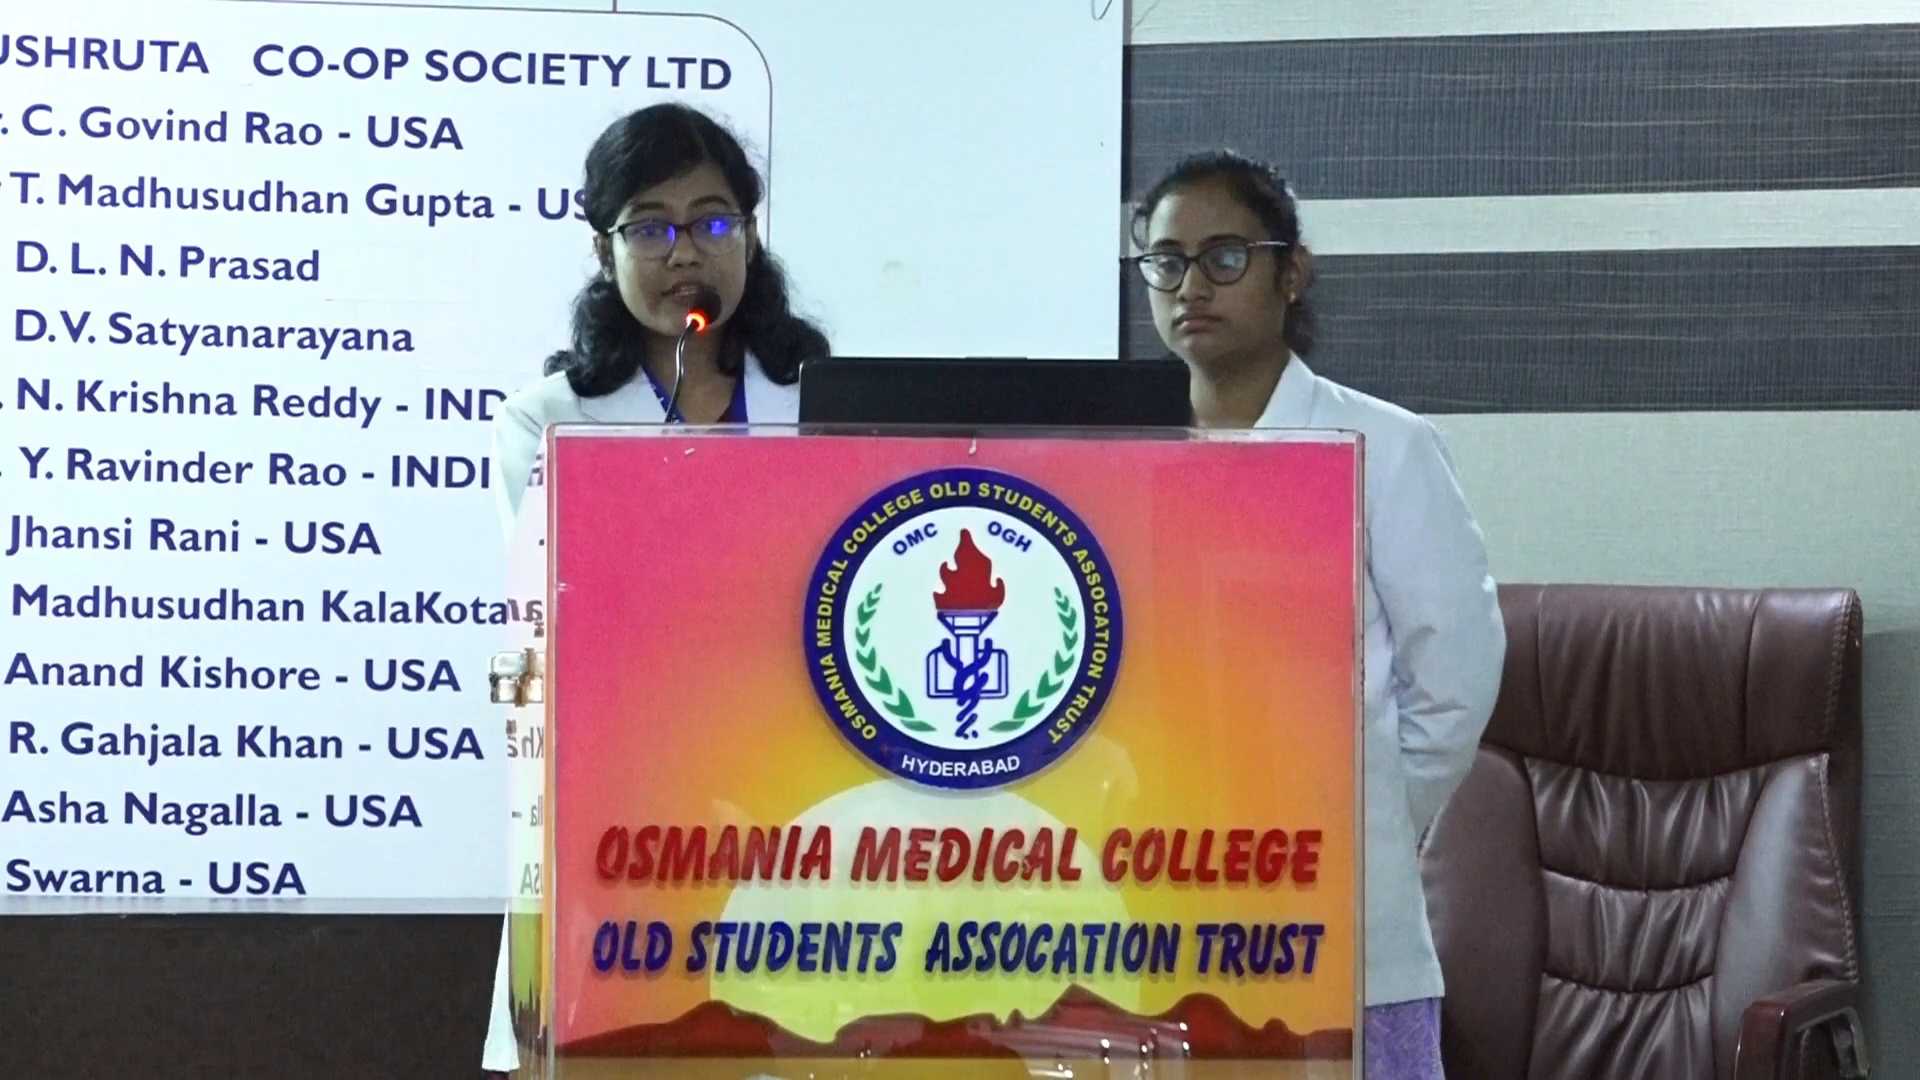 USHRUTA CO-OP SOCIETY LTD
. C. Govind Rao - USA
T. Madhusudhan Gupta - US
D. L. N. Prasad
D.V. Satyanarayana
. N. Krishna Reddy - IND
. Y. Ravinder Rao - INDI
Jhansi Rani - USA
Madhusudhan KalaKota
Anand Kishore - USA
R. Gahjala Khan - USA
Asha Nagalla - USA
Swarna - USA
OSMANIA MEDICAL COLLEGE OLD STUDENTS ASSOCATION TRUST
OMC OGH
HYDERABAD
OSMANIA MEDICAL COLLEGE
OLD STUDENTS ASSOCATION TRUST